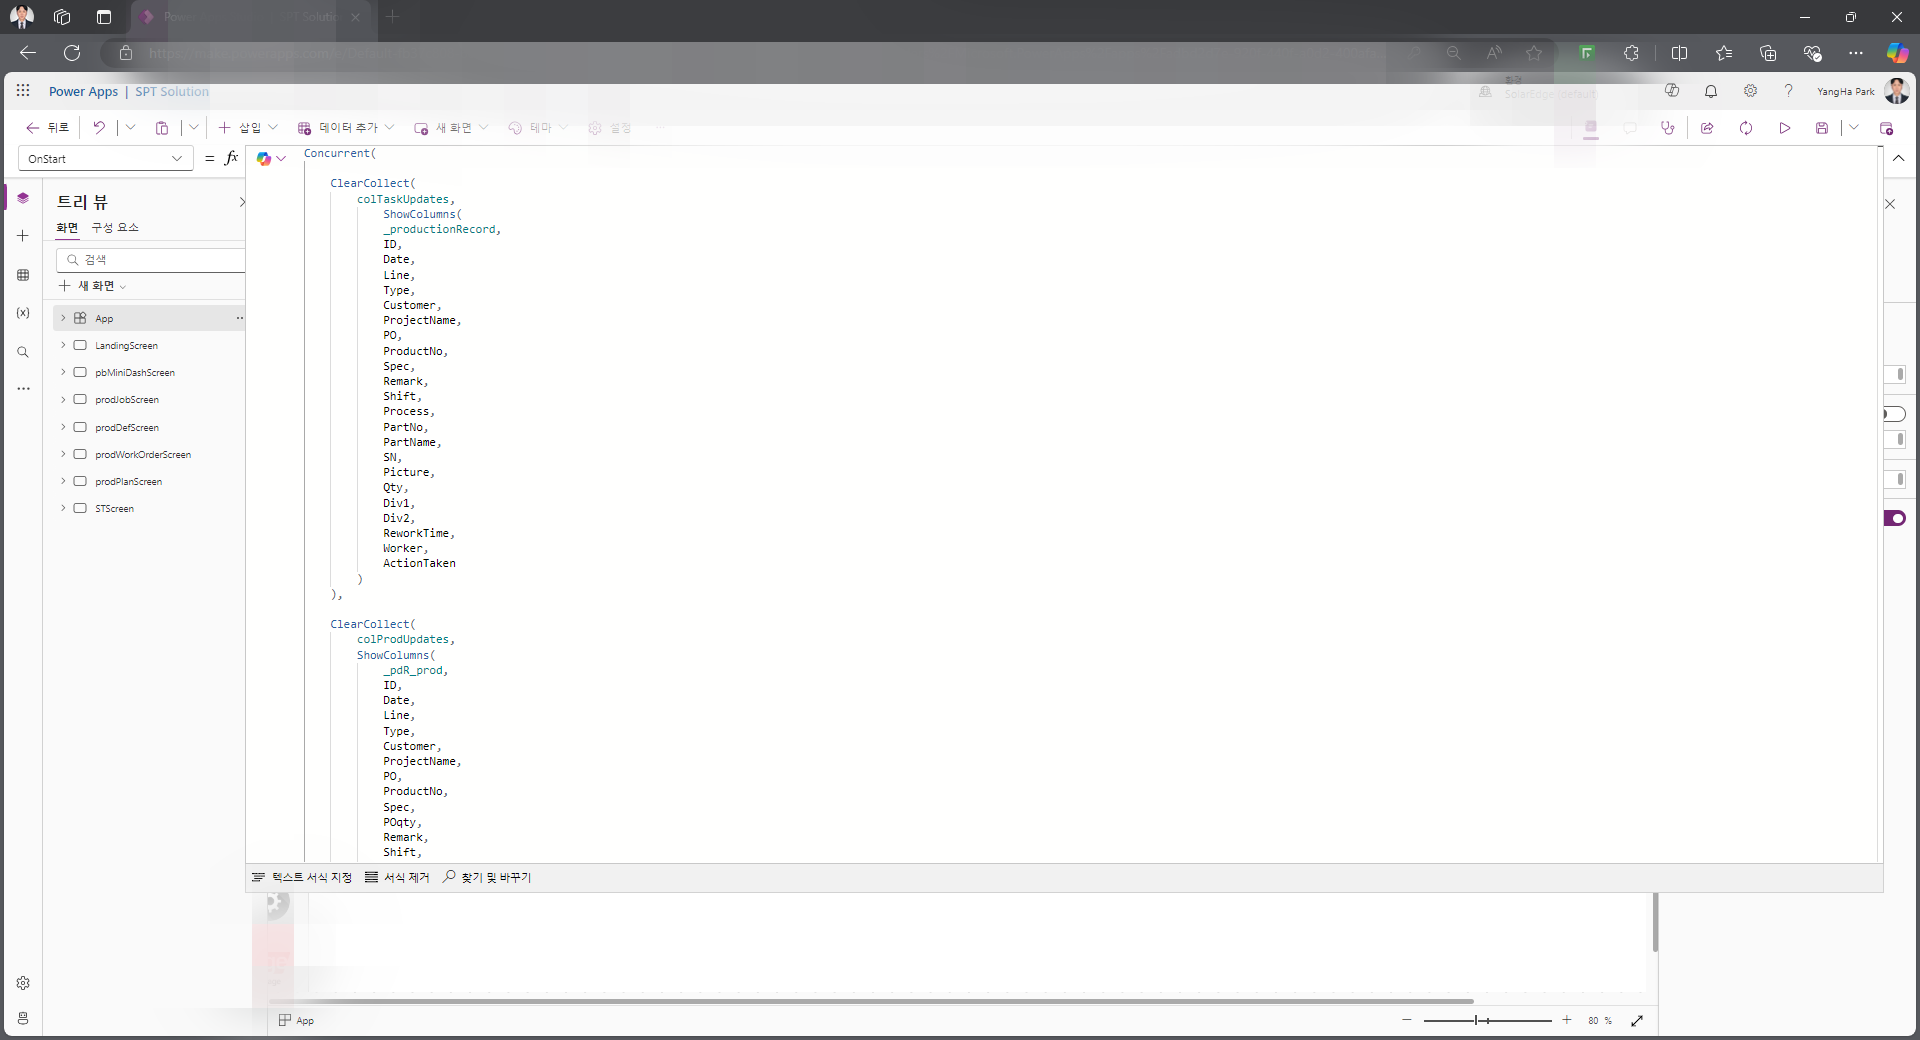 Power Apps | SPT Solution
환경
YangHa Park
뒤로
삽입
데이터 추가
새 화면
테마
설정
OnStart
= fx
트리 뷰
화면 구성 요소
검색
새 화면
App
LandingScreen
pbMiniDashScreen
prodJobScreen
prodDefScreen
prodWorkOrderScreen
prodPlanScreen
STScreen
Concurrent(
ClearCollect(
colTaskUpdates,
ShowColumns(
_productionRecord,
ID,
Date,
Line,
Type,
Customer,
ProjectName,
PO,
ProductNo,
Spec,
Remark,
Shift,
Process,
PartNo,
PartName,
SN,
Picture,
Qty,
Div1,
Div2,
ReworkTime,
Worker,
ActionTaken
)
),
ClearCollect(
colProdUpdates,
ShowColumns(
_pdR_prod,
ID,
Date,
Line,
Type,
Customer,
ProjectName,
PO,
ProductNo,
Spec,
POqty,
Remark,
Shift,
텍스트 서식 지정 서식 제거 찾기 및 바꾸기
App
80 %